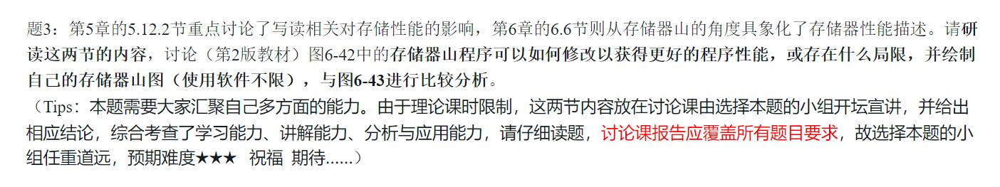 题3：第5章的5.12.2节重点讨论了写读相关对存储性能的影响，第6章的6.6节则从存储器山的角度具象化了存储器性能描述。请研
读这两节的内容，讨论（第2版教材）图6-42中的存储器山程序可以如何修改以获得更好的程序性能，或存在什么局限，并绘制
自己的存储器山图（使用软件不限），与图6-43进行比较分析。
（Tips：本题需要大家汇聚自己多方面的能力。由于理论课时限制，这两节内容放在讨论课由选择本题的小组开坛宣讲，并给出
相应结论，综合考查了学习能力、讲解能力、分析与应用能力，请仔细读题，讨论课报告应覆盖所有题目要求，故选择本题的小
组任重道远，预期难度★★★ 祝福 期待......）